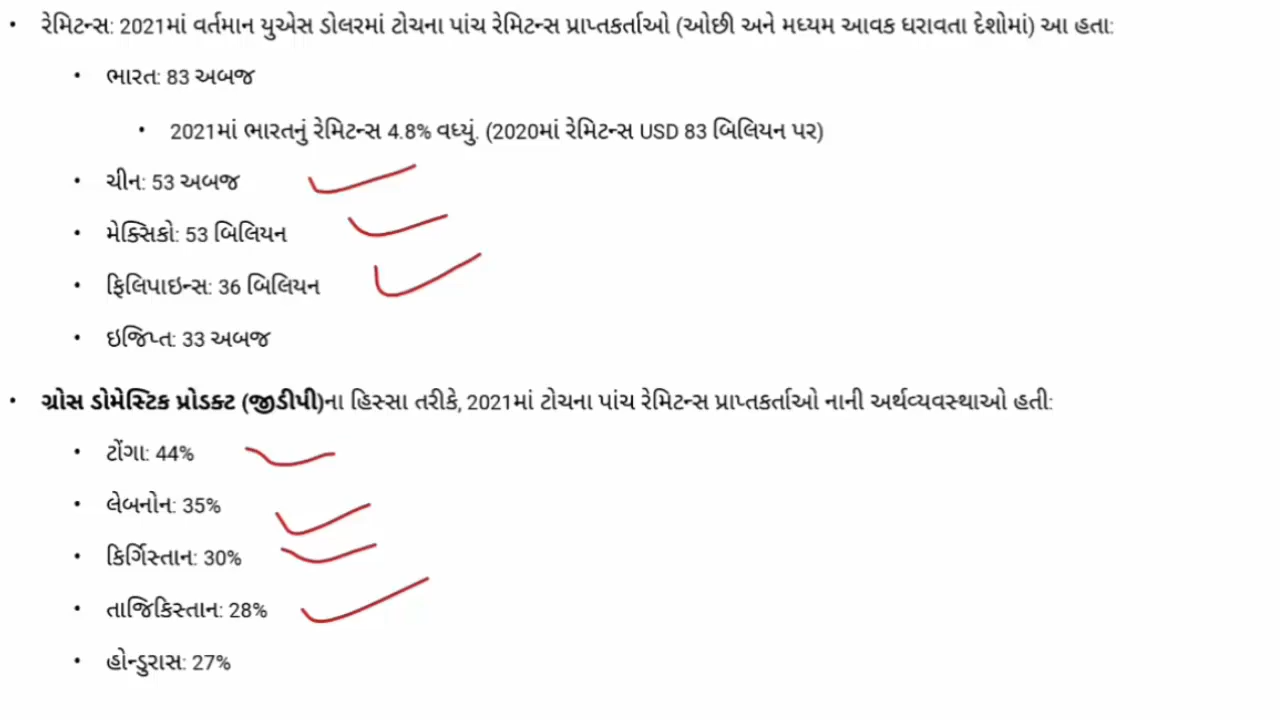 • રેમિટન્સ: 2021માં વર્તમાન યુએસ ડોલરમાં ટોચના પાંચ રેમિટન્સ પ્રાપ્તકર્તાઓ (ઓછી અને મધ્યમ આવક ધરાવતા દેશોમાં) આ હતા:
• ભારત: 83 અબજ
• 2021માં ભારતનું રેમિટન્સ 4.8% વધ્યું. (2020માં રેમિટન્સ USD 83 બિલિયન પર)
• ચીન: 53 અબજ
• મેક્સિકો: 53 બિલિયન
• ફિલિપાઇન્સ: 36 બિલિયન
• ઇજિપ્ત: 33 અબજ
• ગ્રોસ ડોમેસ્ટિક પ્રોડક્ટ (જીડીપી)ના હિસ્સા તરીકે, 2021માં ટોચના પાંચ રેમિટન્સ પ્રાપ્તકર્તાઓ નાની અર્થવ્યવસ્થાઓ હતી:
• ટોંગા: 44%
• લેબનોન: 35%
• કિર્ગિસ્તાન: 30%
• તાજિકિસ્તાન: 28%
• હોન્ડુરાસ: 27%